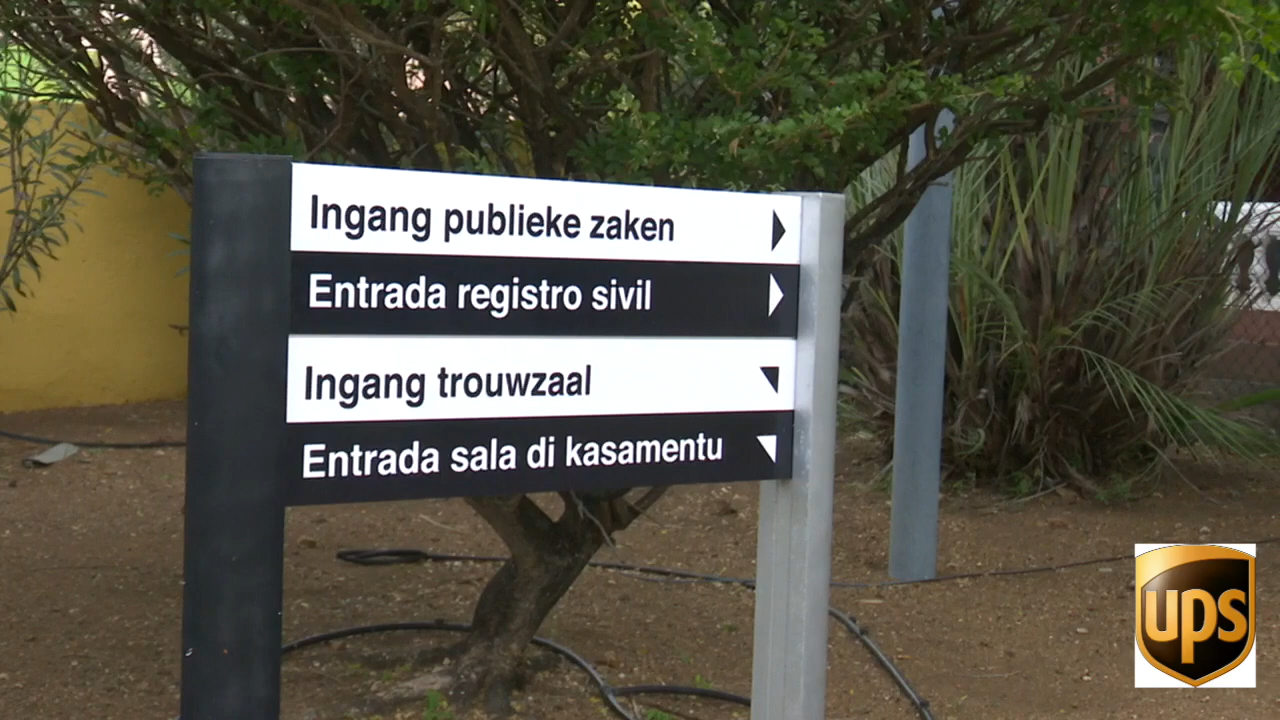 Ingang publieke zaken
Entrada registro sivil
Ingang trouwzaal
Entrada sala di kasamentu
ups